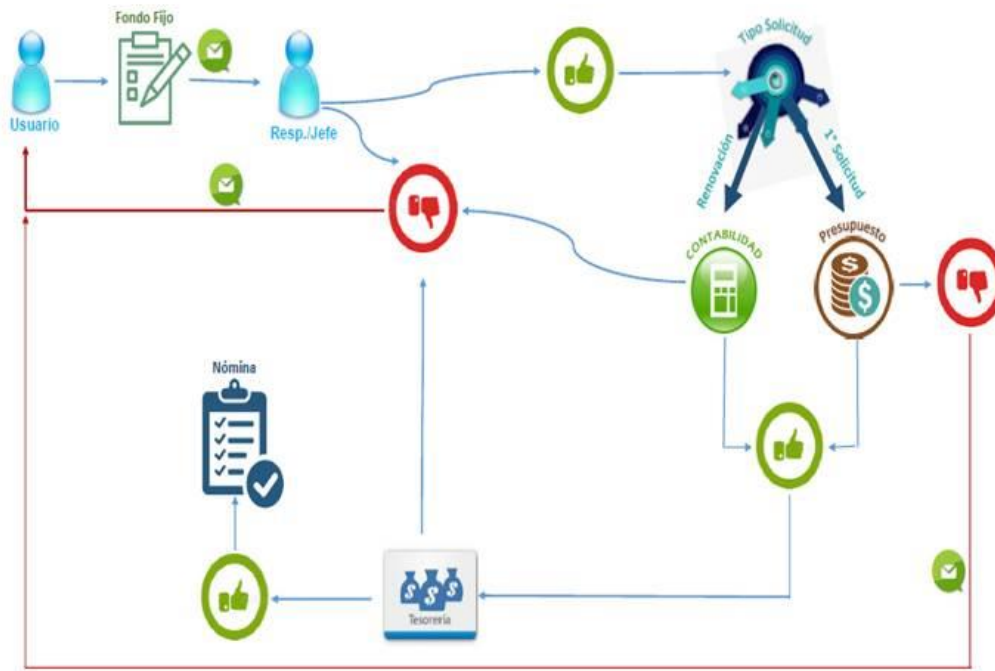 Fondo Fijo
Usuario
Resp./Jefe
Tipo Solicitud
Renovación
1° Solicitud
CONTABILIDAD
Presupuesto
$
$
Nómina
$ $ $
Tesorería